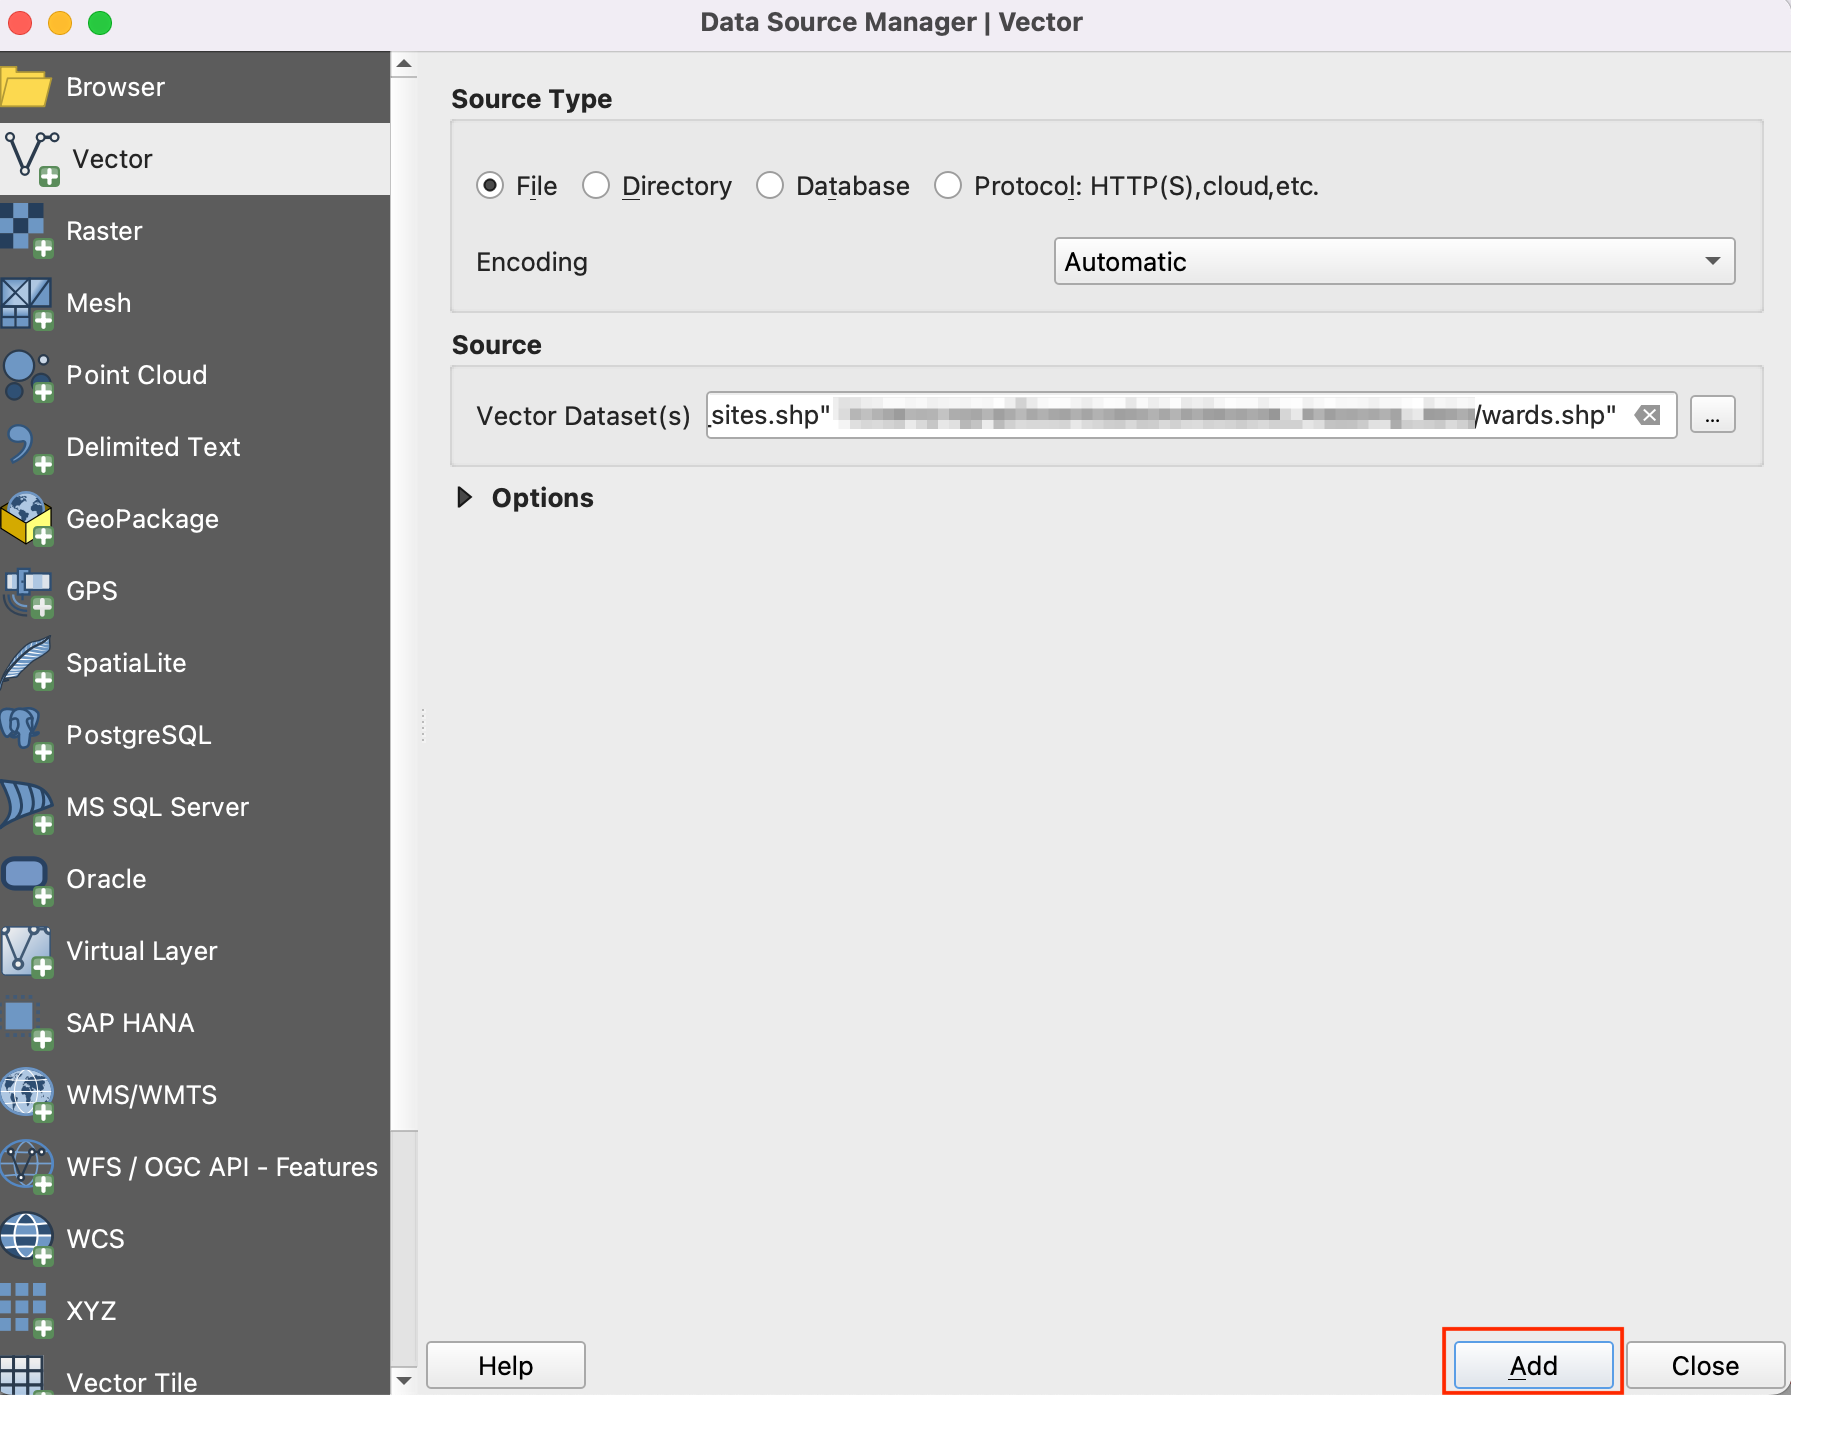 Data Source Manager | Vector
Browser
Vector
Raster
Mesh
Point Cloud
Delimited Text
GeoPackage
GPS
SpatiaLite
PostgreSQL
MS SQL Server
Oracle
Virtual Layer
SAP HANA
WMS/WMTS
WFS / OGC API - Features
WCS
XYZ
Vector Tile
Source Type
File Directory Database Protocol: HTTP(S),cloud,etc.
Encoding Automatic
Source
Vector Dataset(s) _sites.shp" /wards.shp" ...
Options
Help Add Close